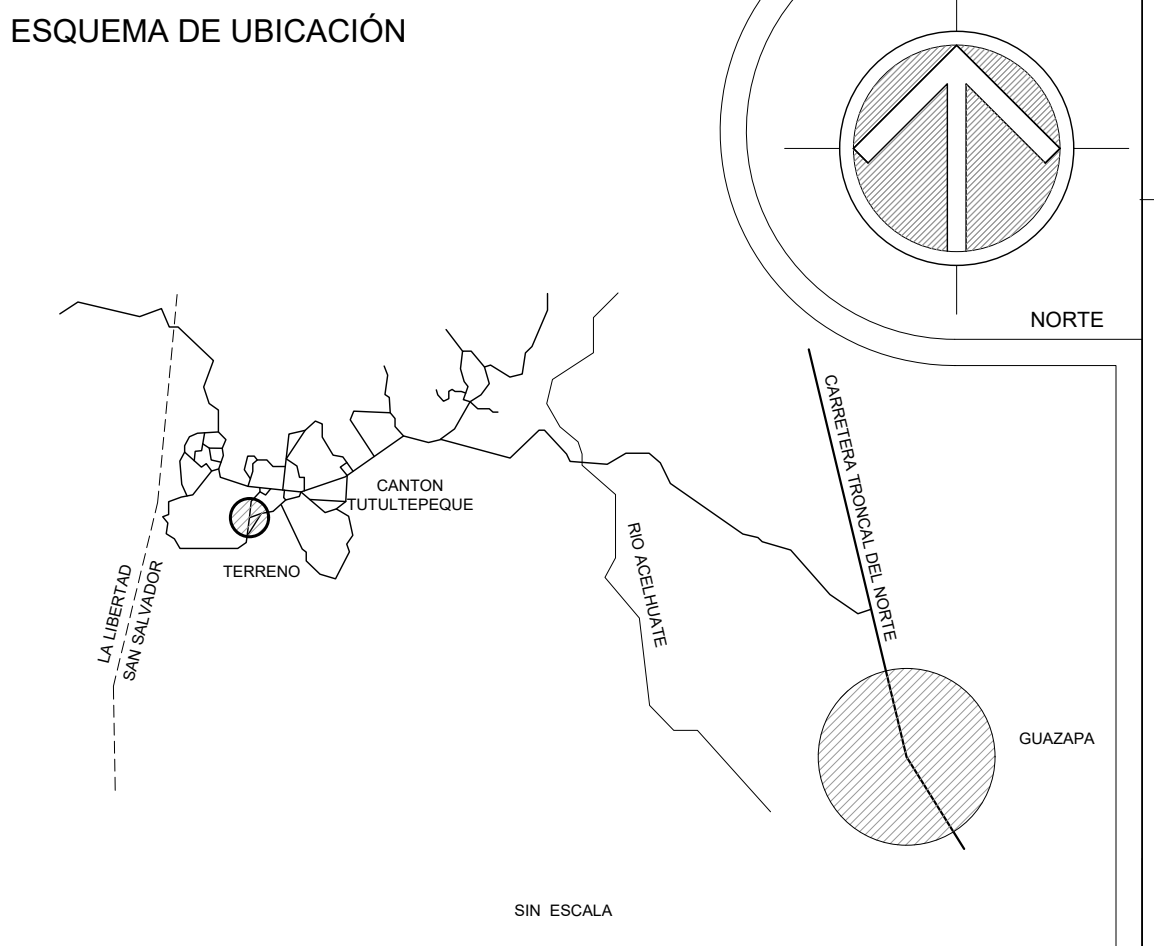 ESQUEMA DE UBICACIÓN
NORTE
CARRETERA TRONCAL DEL NORTE
CANTON
TUTULTEPEQUE
RIO ACELHUATE
TERRENO
LA LIBERTAD
SAN SALVADOR
GUAZAPA
SIN ESCALA